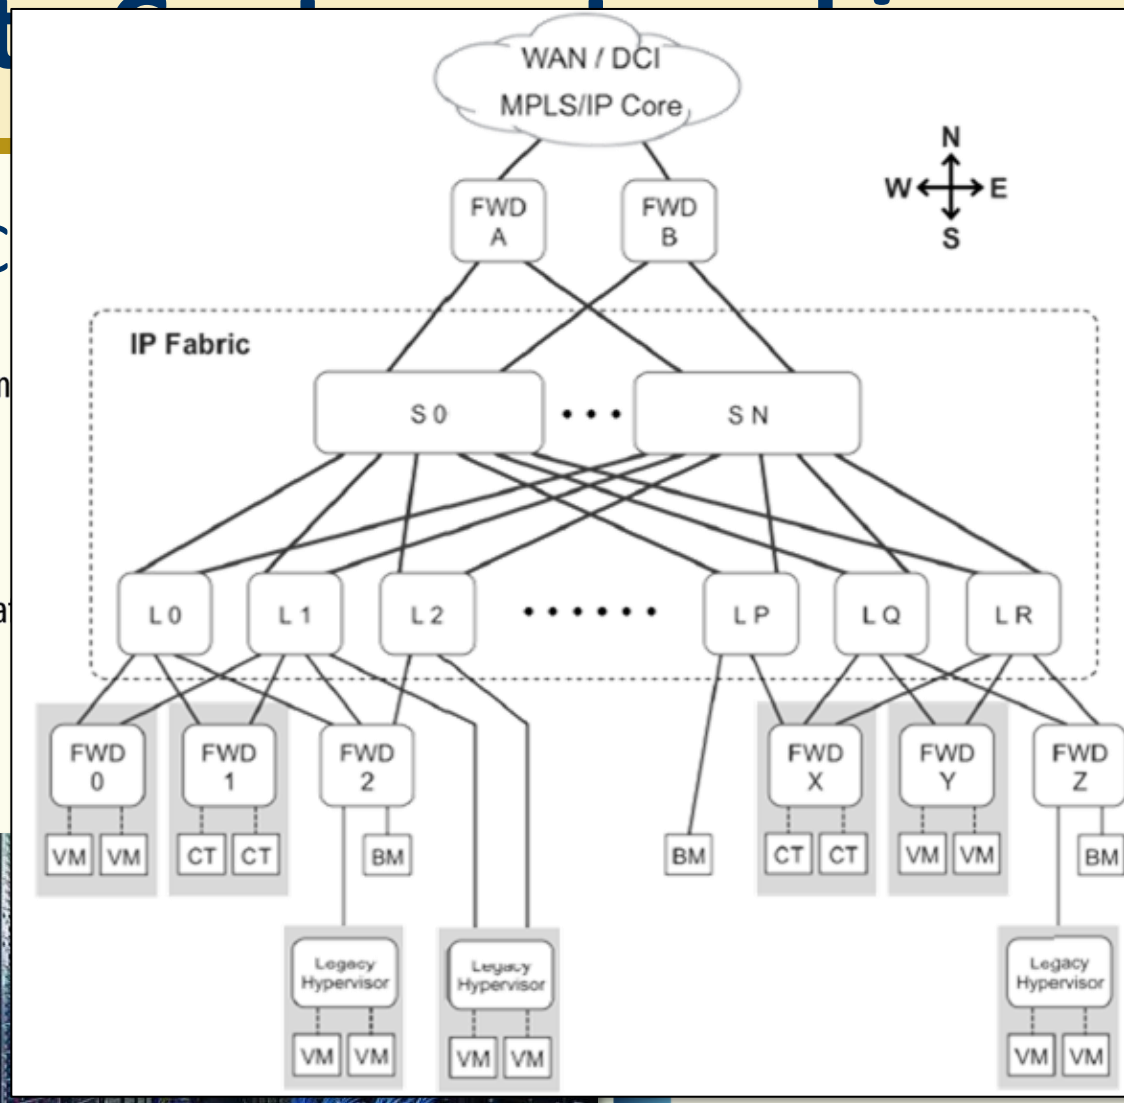 WAN / DCI
MPLS/IP Core
N
W E
S
FWD
A
FWD
B
IP Fabric
S 0
• • •
S N
L 0
L 1
L 2
• • • • • •
L P
L Q
L R
FWD
0
FWD
1
FWD
2
FWD
X
FWD
Y
FWD
Z
VM VM
CT CT
BM
BM
CT CT
VM VM
BM
Legacy
Hypervisor
Legacy
Hypervisor
Legacy
Hypervisor
VM VM
VM VM
VM VM